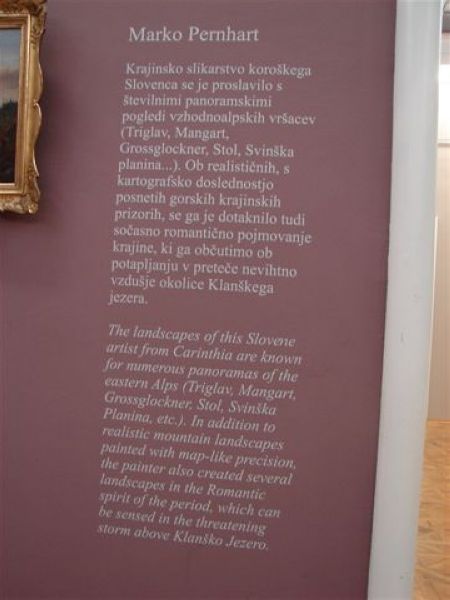 Marko Pernhart
Krajinsko slikarstvo koroškega
Slovenca se je proslavilo s
številnimi panoramskimi
pogledi vzhodnoalpskih vršacev
(Triglav, Mangart,
Grossglockner, Stol, Svinška
planina...). Ob realističnih, s
kartografsko doslednostjo
posnetih gorskih krajinskih
prizorih, se ga je dotaknilo tudi
sočasno romantično pojmovanje
krajine, ki ga občutimo ob
potapljanju v preteče nevihtno
vzdušje okolice Klanškega
jezera.
The landscapes of this Slovene
artist from Carinthia are known
for numerous panoramas of the
eastern Alps (Triglav, Mangart,
Grossglockner, Stol, Svinška
Planina, etc.). In addition to
realistic mountain landscapes
painted with map-like precision,
the painter also created several
landscapes in the Romantic
spirit of the period, which can
be sensed in the threatening
storm above Klanško Jezero.